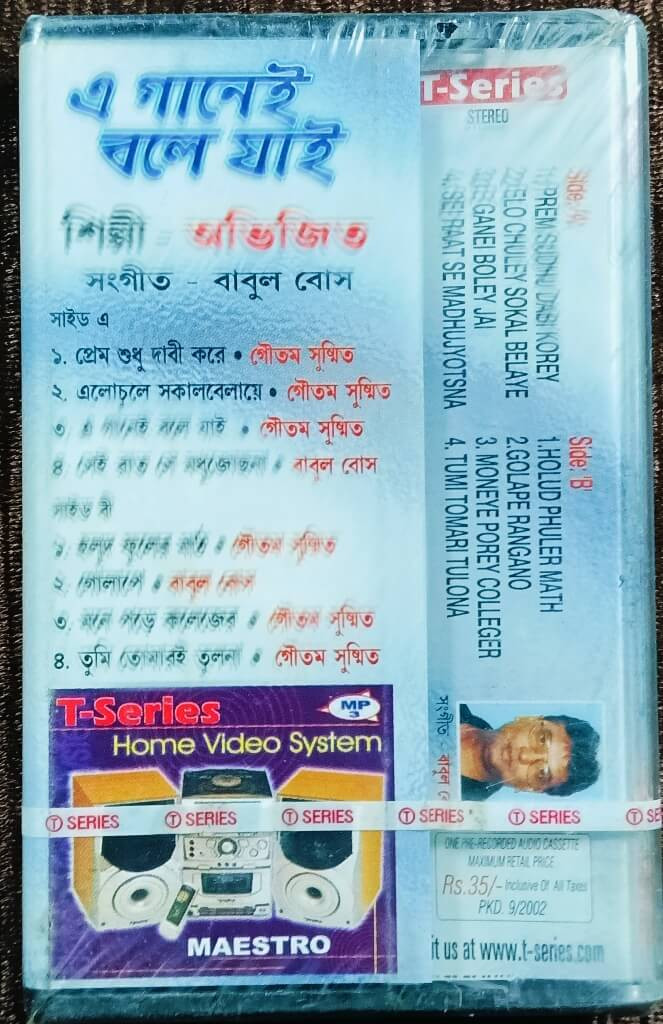 এ গানেই
বলে যাই
শিল্পী - অভিজিত
সংগীত - বাবুল বোস
সাইড এ
১. প্রেম শুধু দাবী করে • গৌতম সুস্মিত
২. এলোচুলে সকালবেলায়ে • গৌতম সুস্মিত
৩. এ গানেই বলে যাই • গৌতম সুস্মিত
৪ সেই রাত সে • বাবুল বোস
সাইড বী
১. হলুদ ফুলের মাঠ • গৌতম সুস্মিত
২. গোলাপে • বাবুল বোস
৩. মনে পড়ে কলেজের • গৌতম সুস্মিত
৪. তুমি তোমারই তুলনা • গৌতম সুস্মিত
T-Series
MP
3
Home Video System
MAESTRO
T-Series
STEREO
Side: 'A'
1. PREM SUDHU DABI KOREY
2. ELO CHULEY SOKAL BELAYE
GANEI BOLEY JAI
4. SEI RAAT SE MADHUJYOTSNA
Side: 'B'
1. HOLUD PHULER MATH
2. GOLAPE RANGANO
3. MONEYE POREY COLLEGER
4. TUMI TOMARI TULONA
সংগীত - বাবুল
T SERIES T SERIES T SERIES T SERIES T SERIES T SE
ONE PRE-RECORDED AUDIO CASSETTE
MAXIMUM RETAIL PRICE
Rs.35/- Inclusive Of All Taxes
PKD. 9/2002
it us at www.t-series.com